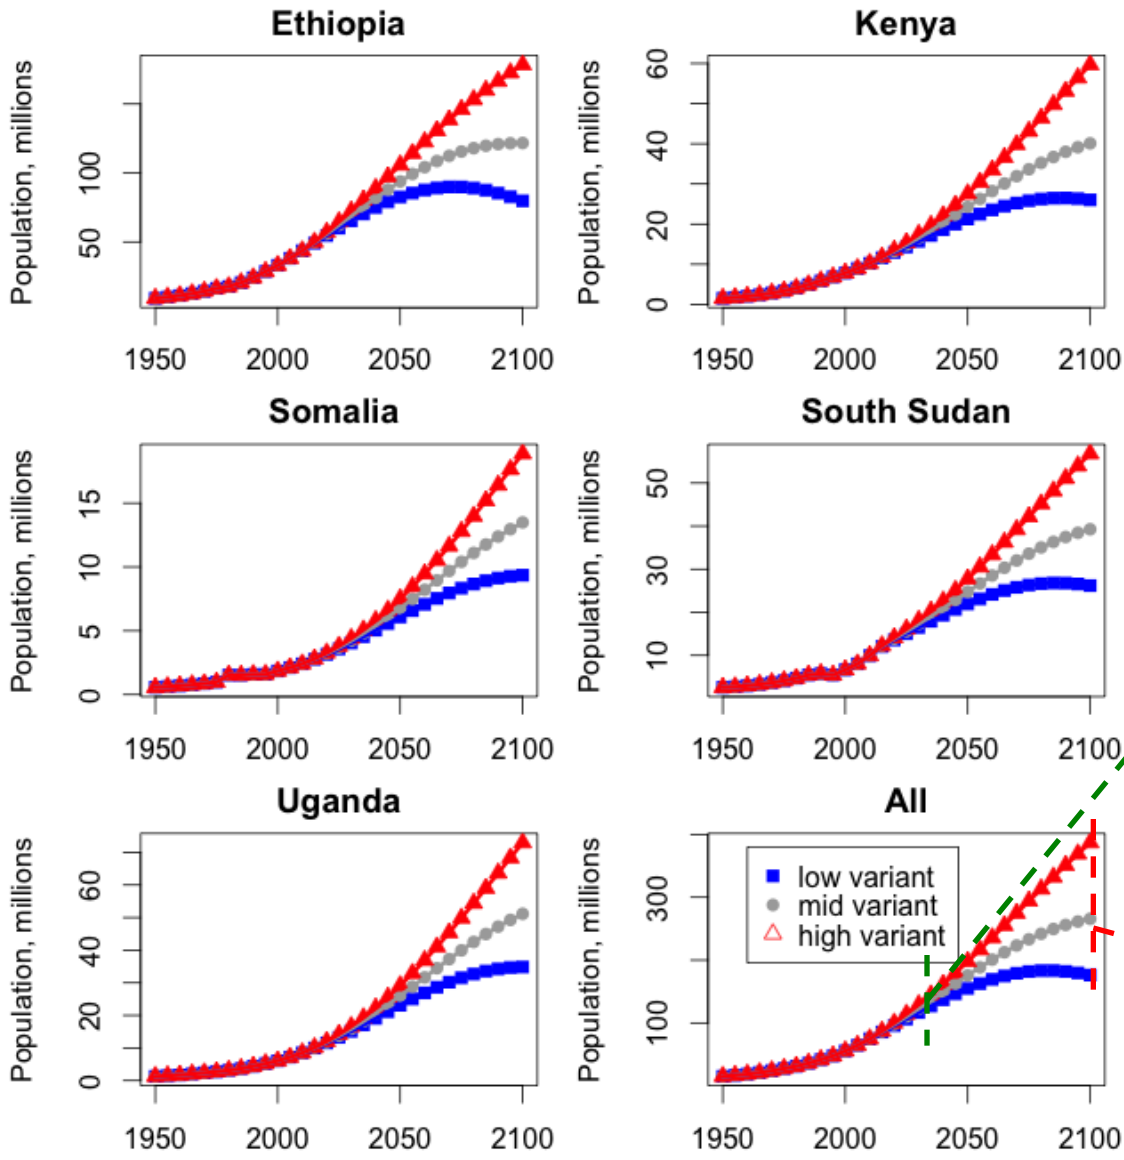 Ethiopia
Population, millions
50
100
1950 2000 2050 2100
Kenya
Population, millions
0
20
40
60
1950 2000 2050 2100
Somalia
Population, millions
0
5
10
15
1950 2000 2050 2100
South Sudan
Population, millions
10
30
50
1950 2000 2050 2100
Uganda
Population, millions
0
20
40
60
1950 2000 2050 2100
All
Population, millions
100
300
low variant
mid variant
high variant
1950 2000 2050 2100